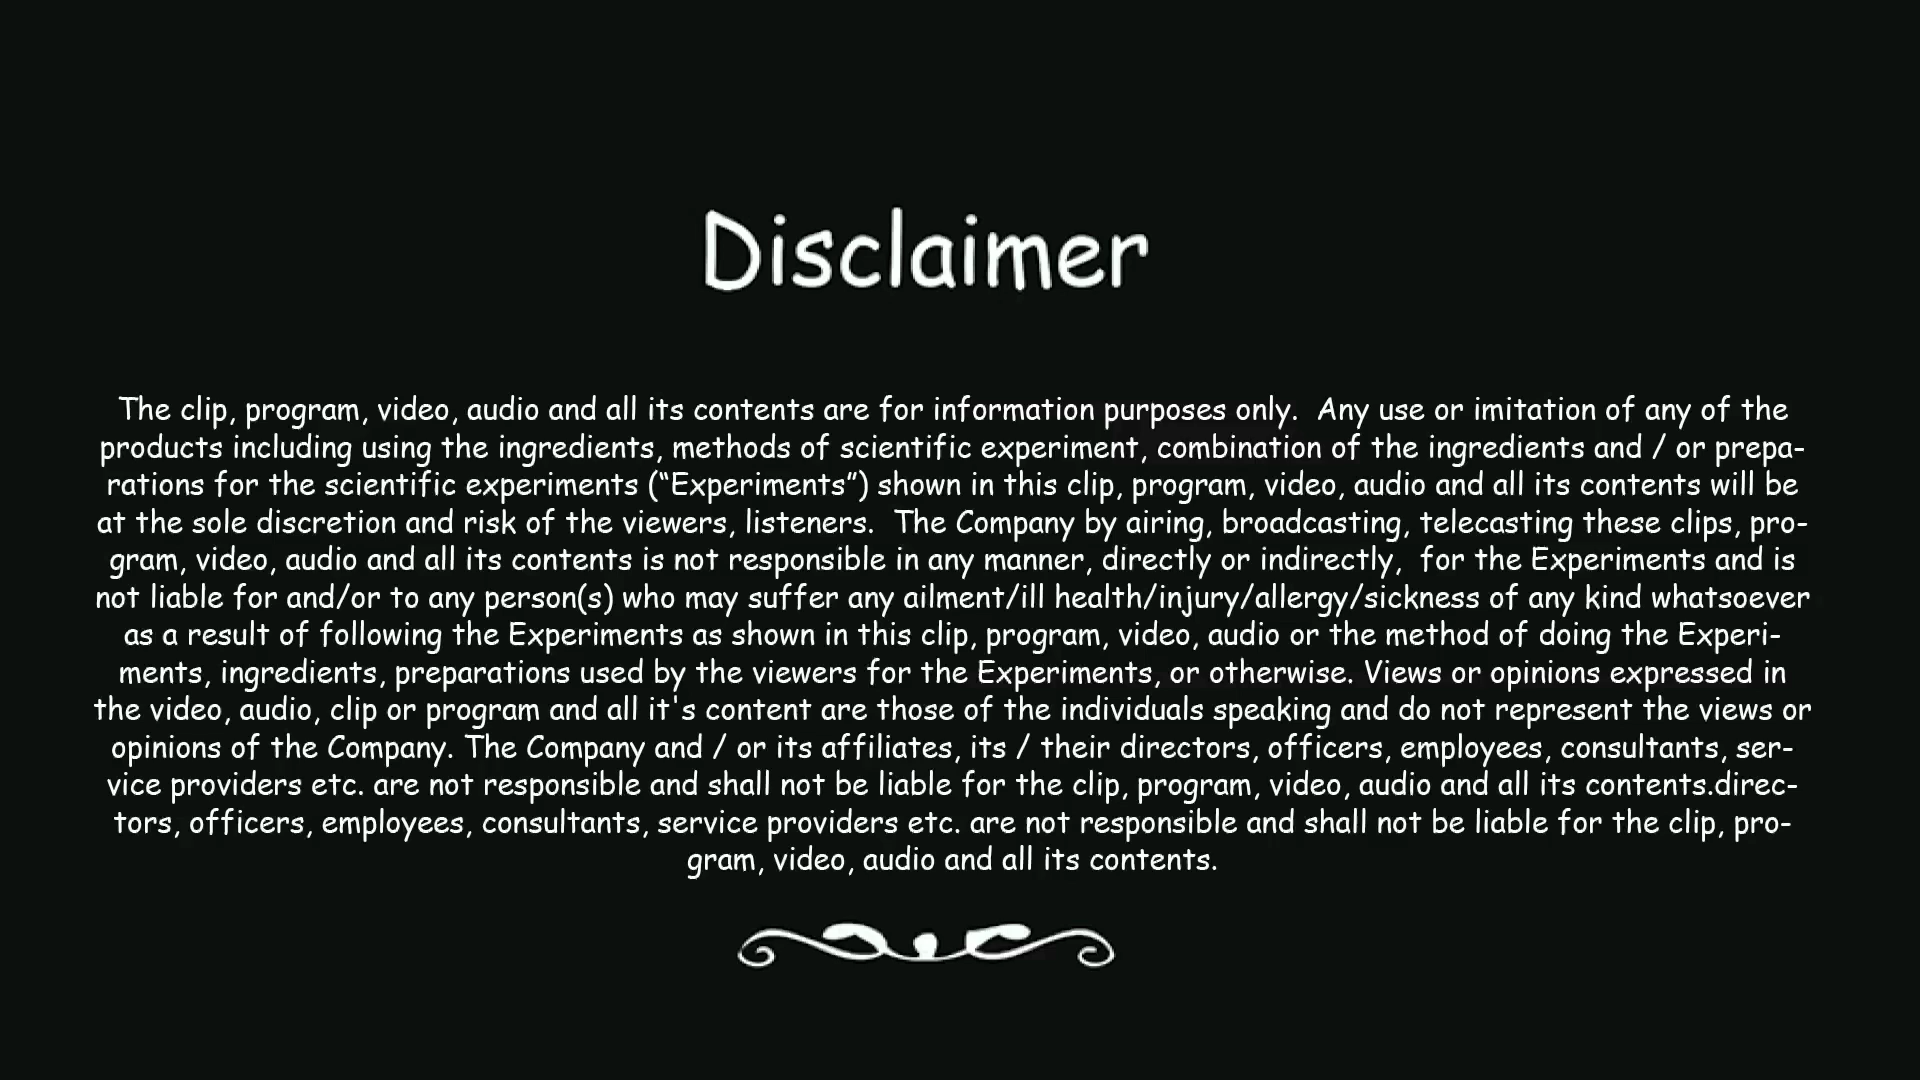 Disclaimer
The clip, program, video, audio and all its contents are for information purposes only.  Any use or imitation of any of the
products including using the ingredients, methods of scientific experiment, combination of the ingredients and / or prepa-
rations for the scientific experiments (“Experiments”) shown in this clip, program, video, audio and all its contents will be
at the sole discretion and risk of the viewers, listeners.  The Company by airing, broadcasting, telecasting these clips, pro-
gram, video, audio and all its contents is not responsible in any manner, directly or indirectly,  for the Experiments and is
not liable for and/or to any person(s) who may suffer any ailment/ill health/injury/allergy/sickness of any kind whatsoever
as a result of following the Experiments as shown in this clip, program, video, audio or the method of doing the Experi-
ments, ingredients, preparations used by the viewers for the Experiments, or otherwise. Views or opinions expressed in
the video, audio, clip or program and all it's content are those of the individuals speaking and do not represent the views or
opinions of the Company. The Company and / or its affiliates, its / their directors, officers, employees, consultants, ser-
vice providers etc. are not responsible and shall not be liable for the clip, program, video, audio and all its contents.direc-
tors, officers, employees, consultants, service providers etc. are not responsible and shall not be liable for the clip, pro-
gram, video, audio and all its contents.